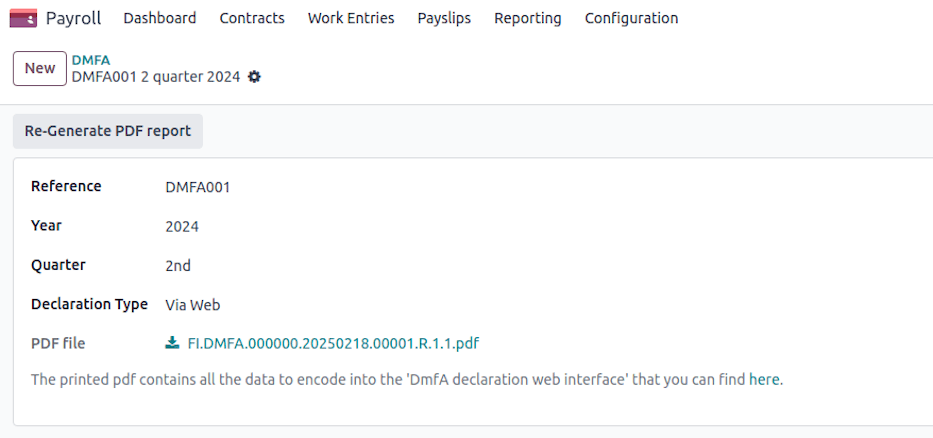 Payroll Dashboard Contracts Work Entries Payslips Reporting Configuration
New
DMFA
DMFA001 2 quarter 2024
Re-Generate PDF report
Reference DMFA001
Year 2024
Quarter 2nd
Declaration Type Via Web
PDF file FI.DMFA.000000.20250218.00001.R.1.1.pdf
The printed pdf contains all the data to encode into the 'DmfA declaration web interface' that you can find here.